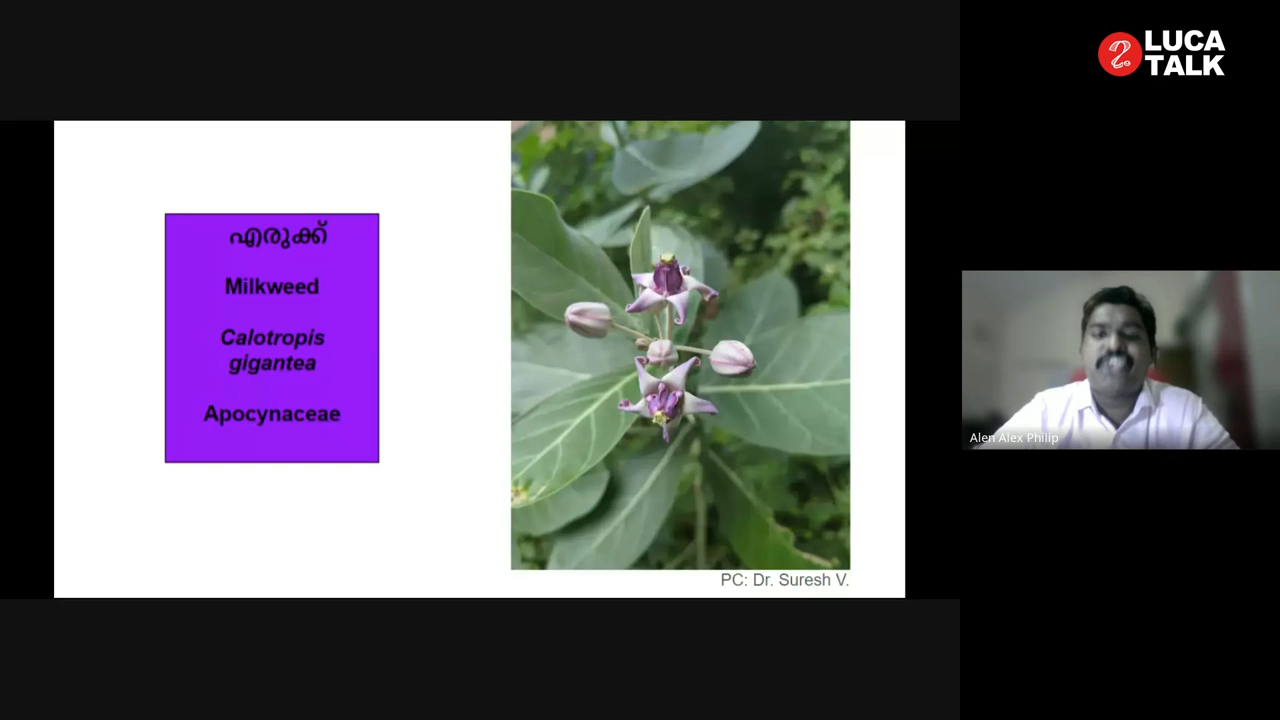 LUCA
TALK
എരുക്ക്
Milkweed
Calotropis
gigantea
Apocynaceae
PC: Dr. Suresh V.
Alen Alex Philip